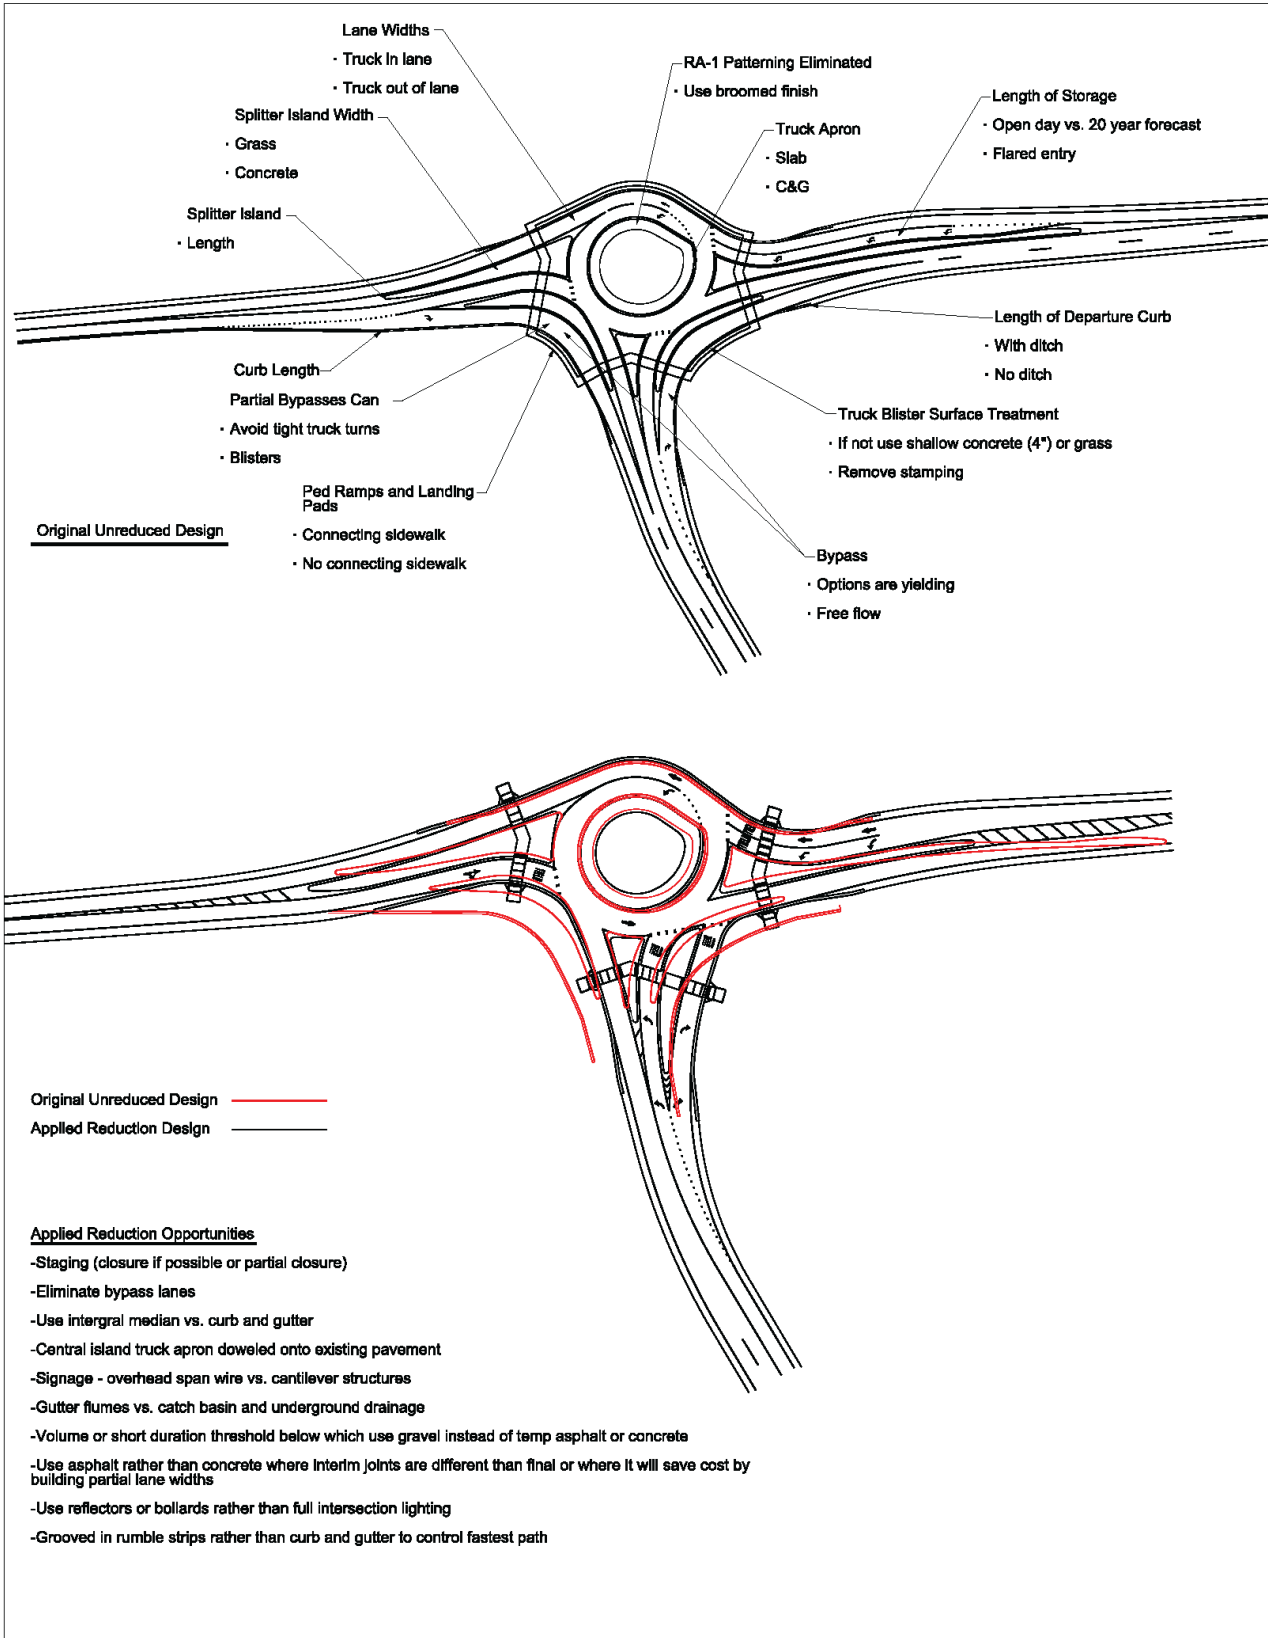 Lane Widths
· Truck in lane
· Truck out of lane
RA-1 Patterning Eliminated
· Use broomed finish
Length of Storage
· Open day vs. 20 year forecast
· Flared entry
Splitter Island Width
· Grass
· Concrete
Truck Apron
· Slab
· C&G
Splitter Island
· Length
Length of Departure Curb
· With ditch
· No ditch
Curb Length
Partial Bypasses Can
· Avoid tight truck turns
· Blisters
Truck Blister Surface Treatment
· If not use shallow concrete (4") or grass
· Remove stamping
Ped Ramps and Landing
Pads
· Connecting sidewalk
· No connecting sidewalk
Original Unreduced Design
Bypass
· Options are yielding
· Free flow
Original Unreduced Design
Applied Reduction Design
Applied Reduction Opportunities
-Staging (closure if possible or partial closure)
-Eliminate bypass lanes
-Use intergral median vs. curb and gutter
-Central island truck apron doweled onto existing pavement
-Signage - overhead span wire vs. cantilever structures
-Gutter flumes vs. catch basin and underground drainage
-Volume or short duration threshold below which use gravel instead of temp asphalt or concrete
-Use asphalt rather than concrete where interim joints are different than final or where it will save cost by
building partial lane widths
-Use reflectors or bollards rather than full intersection lighting
-Grooved in rumble strips rather than curb and gutter to control fastest path